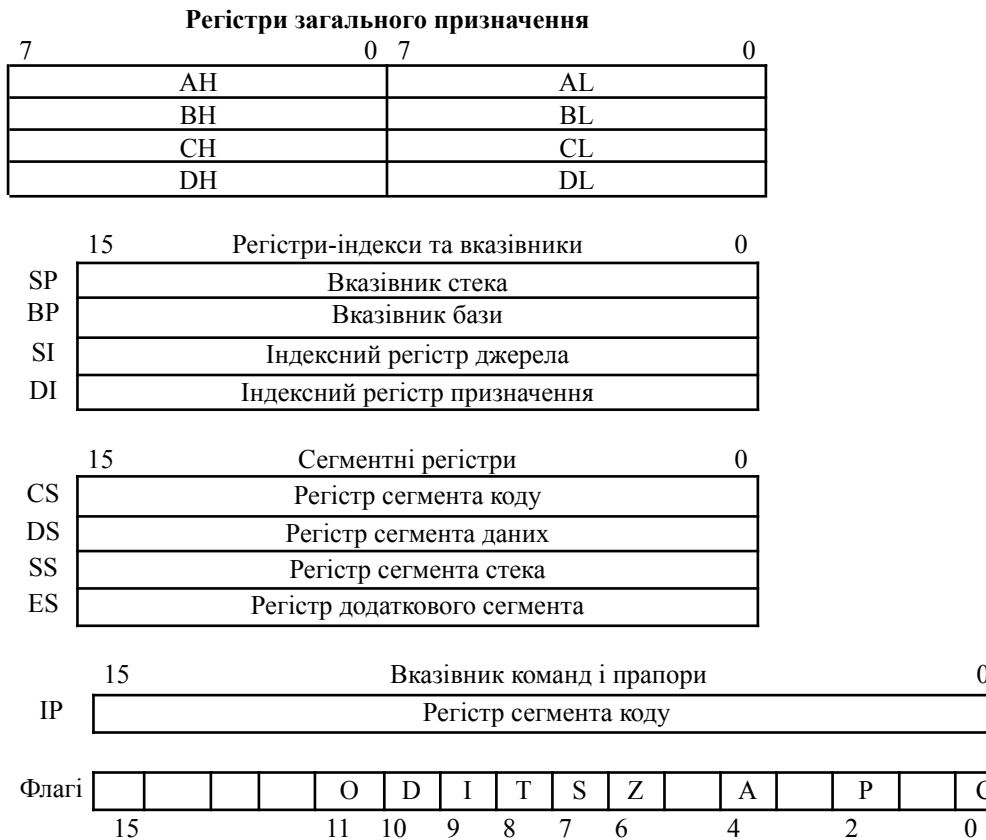 Регістри загального призначення
7 0 7 0
AH AL
BH BL
CH CL
DH DL
15 Регістри-індекси та вказівники 0
SP Вказівник стека
BP Вказівник бази
SI Індексний регістр джерела
DI Індексний регістр призначення
15 Сегментні регістри 0
CS Регістр сегмента коду
DS Регістр сегмента даних
SS Регістр сегмента стека
ES Регістр додаткового сегмента
15 Вказівник команд і прапори 0
IP Регістр сегмента коду
Флагі O D I T S Z A P C
15 11 10 9 8 7 6 4 2 0